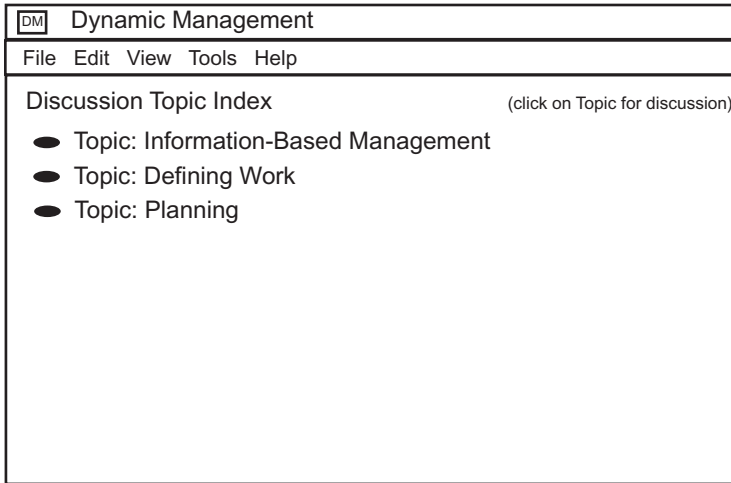 DM Dynamic Management
File Edit View Tools Help
Discussion Topic Index (click on Topic for discussion)
Topic: Information-Based Management
Topic: Defining Work
Topic: Planning